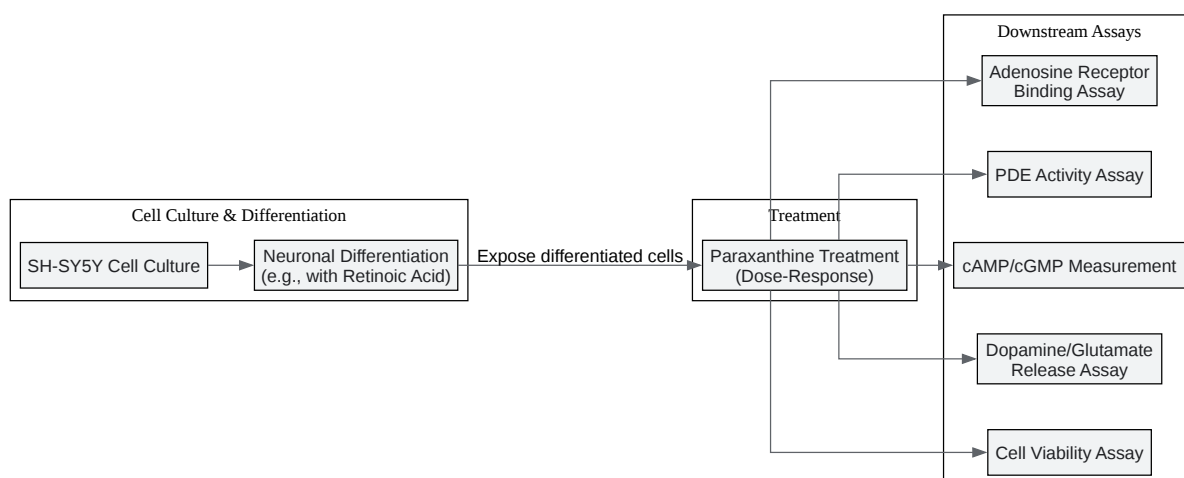 Cell Culture & Differentiation
SH-SY5Y Cell Culture
Neuronal Differentiation
(e.g., with Retinoic Acid)
Expose differentiated cells
Treatment
Paraxanthine Treatment
(Dose-Response)
Downstream Assays
Adenosine Receptor
Binding Assay
PDE Activity Assay
cAMP/cGMP Measurement
Dopamine/Glutamate
Release Assay
Cell Viability Assay